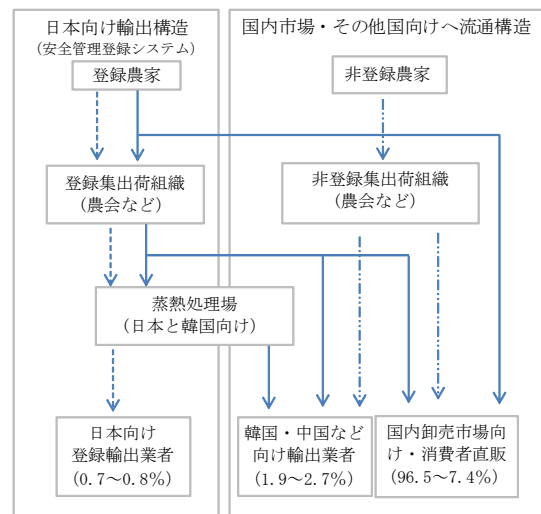 日本向け輸出構造
（安全管理登録システム）
国内市場・その他国向けへ流通構造
登録農家
非登録農家
登録集出荷組織
（農会など）
非登録集出荷組織
（農会など）
蒸熱処理場
（日本と韓国向け）
日本向け
登録輸出業者
（0.7～0.8%）
韓国・中国など
向け輸出業者
（1.9～2.7%）
国内卸売市場向
け・消費者直販
（96.5～7.4%）